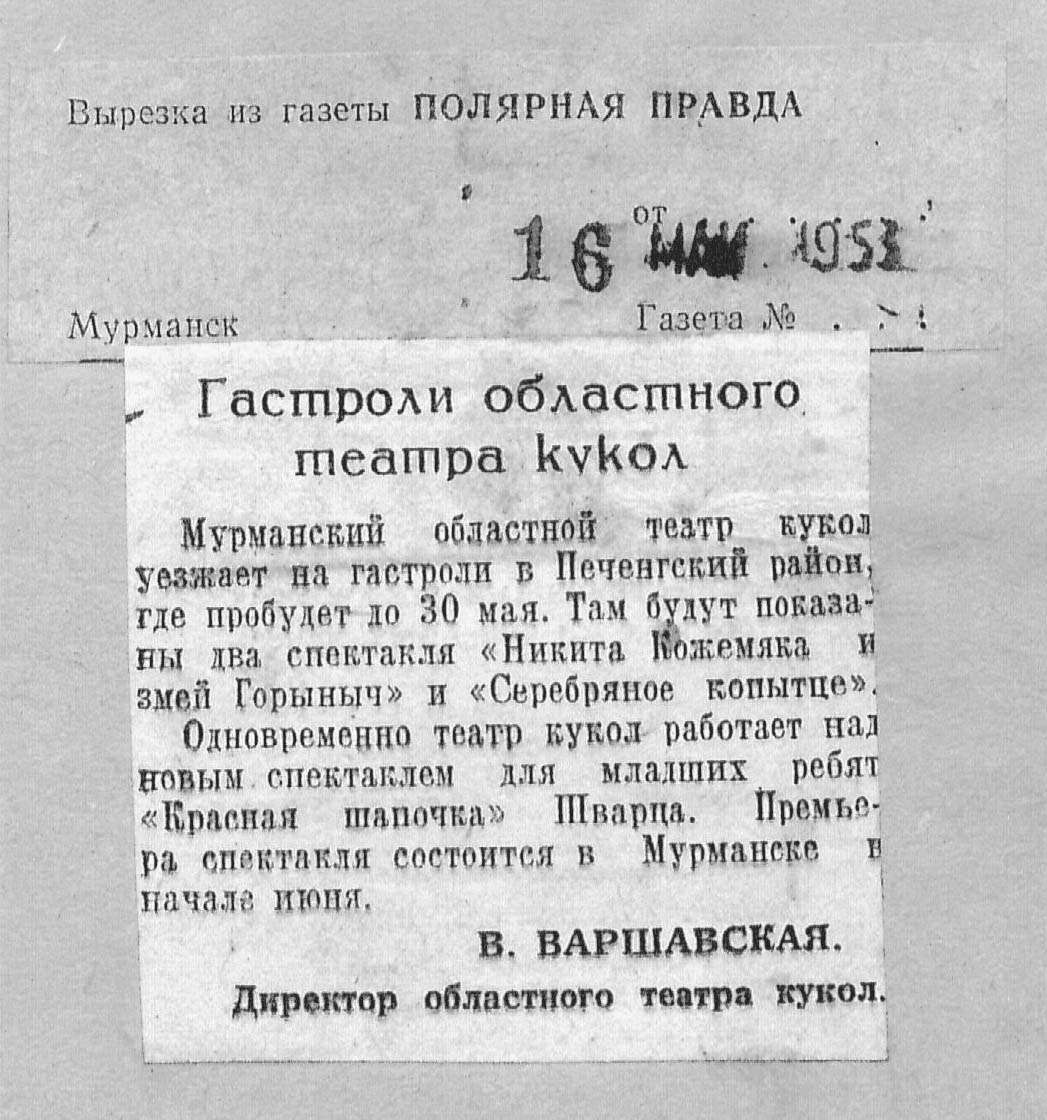 Вырезка из газеты ПОЛЯРНАЯ ПРАВДА
от
16 МАЯ 1953
Мурманск
Газета №
Гастроли областного
театра кукол
Мурманский областной театр кукол
уезжает на гастроли в Печенгский район,
где пробудет до 30 мая. Там будут показа-
ны два спектакля «Никита Кожемяка и
змей Горыныч» и «Серебряное копытце».
Одновременно театр кукол работает над
новым спектаклем для младших ребят
«Красная шапочка» Шварца. Премье-
ра спектакля состоится в Мурманске в
начале июня.
В. ВАРШАВСКАЯ.
Директор областного театра кукол.